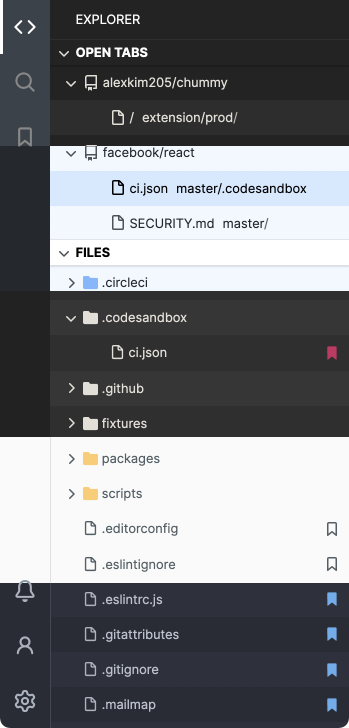 EXPLORER
OPEN TABS
alexkim205/chummy
/ extension/prod/
facebook/react
ci.json master/.codesandbox
SECURITY.md master/
FILES
.circleci
.codesandbox
ci.json
.github
fixtures
packages
scripts
.editorconfig
.eslintignore
.eslintrc.js
.gitattributes
.gitignore
.mailmap